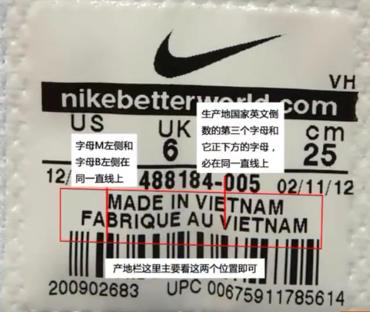 VH
nikebetterworld.com
US UK cm
6 25
生产地国家英文倒
数的第三个字母和
它正下方的字母，
必在同一直线上
字母M左侧和
字母B左侧在
同一直线上
12/ 488184-005 02/11/12
MADE IN VIETNAM
FABRIQUE AU VIETNAM
产地栏这里主要看这两个位置即可
200902683 UPC 00675911785614